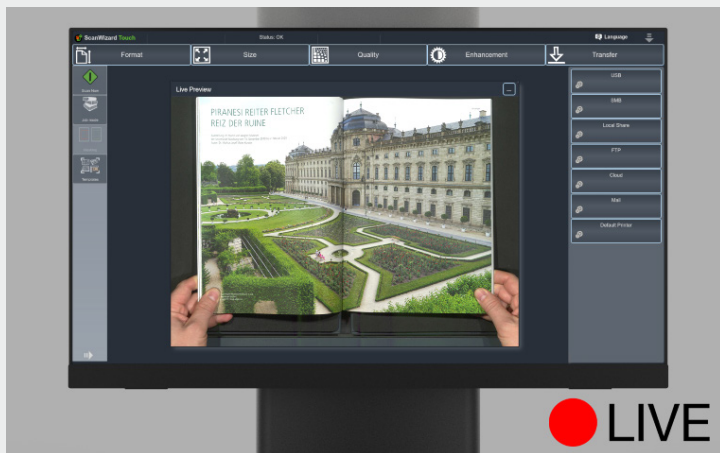 ScanWizard Touch
Status: OK
Language
Format
Size
Quality
Enhancement
Transfer
Live Preview
PIRANESI REITER FLETCHER
REIZ DER RUINE
Templates
USB
SMB
Local Share
FTP
Cloud
Mail
Default Printer
LIVE